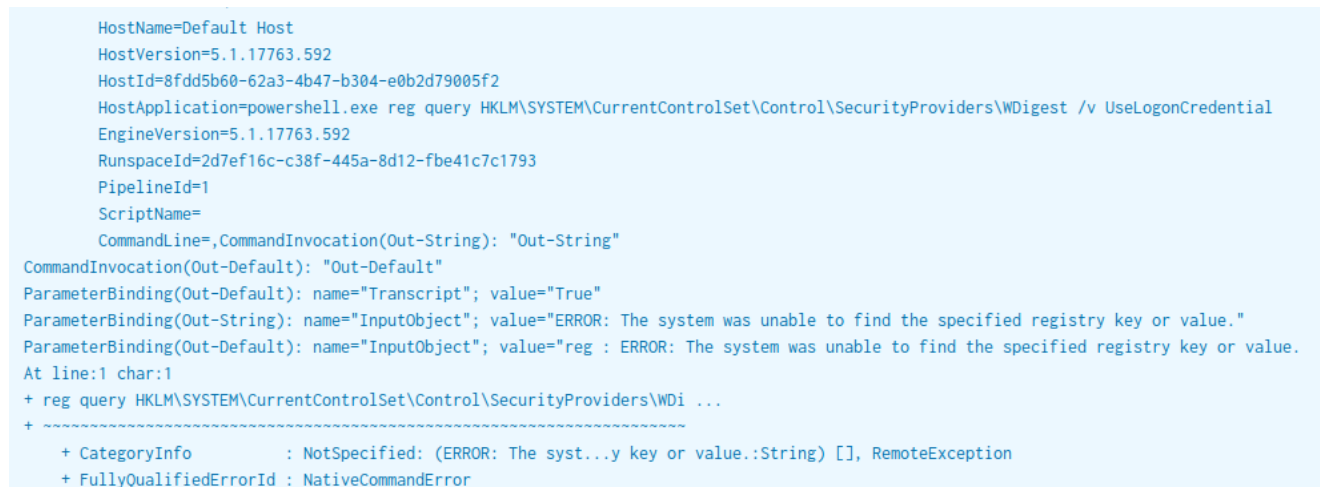 HostName=Default Host
HostVersion=5.1.17763.592
HostId=8fdd5b60-62a3-4b47-b304-e0b2d79005f2
HostApplication=powershell.exe reg query HKLM\SYSTEM\CurrentControlSet\Control\SecurityProviders\WDigest /v UseLogonCredential
EngineVersion=5.1.17763.592
RunspaceId=2d7ef16c-c38f-445a-8d12-fbe41c7c1793
PipelineId=1
ScriptName=
CommandLine=,CommandInvocation(Out-String): "Out-String"
CommandInvocation(Out-Default): "Out-Default"
ParameterBinding(Out-Default): name="Transcript"; value="True"
ParameterBinding(Out-String): name="InputObject"; value="ERROR: The system was unable to find the specified registry key or value."
ParameterBinding(Out-Default): name="InputObject"; value="reg : ERROR: The system was unable to find the specified registry key or value.
At line:1 char:1
+ reg query HKLM\SYSTEM\CurrentControlSet\Control\SecurityProviders\WDi ...
+ ~~~~~~~~~~~~~~~~~~~~~~~~~~~~~~~~~~~~~~~~~~~~~~~~~~~~~~~~~~~~~~~~~~~~~
+ CategoryInfo : NotSpecified: (ERROR: The syst...y key or value.:String) [], RemoteException
+ FullyQualifiedErrorId : NativeCommandError